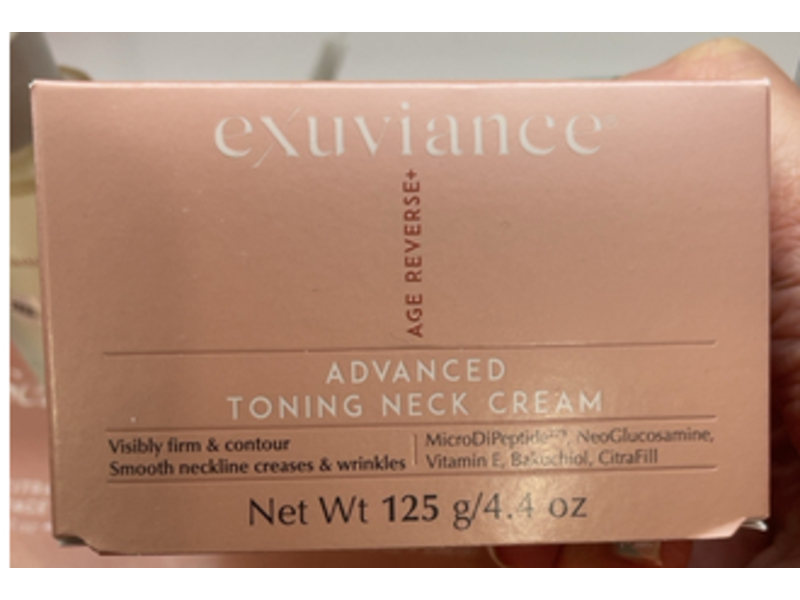 exuviance®
AGE REVERSE+
ADVANCED
TONING NECK CREAM
Visibly firm & contour
Smooth neckline creases & wrinkles
MicroDiPeptide229, NeoGlucosamine,
Vitamin E, Bakuchiol, CitraFill
Net Wt 125 g/4.4 oz